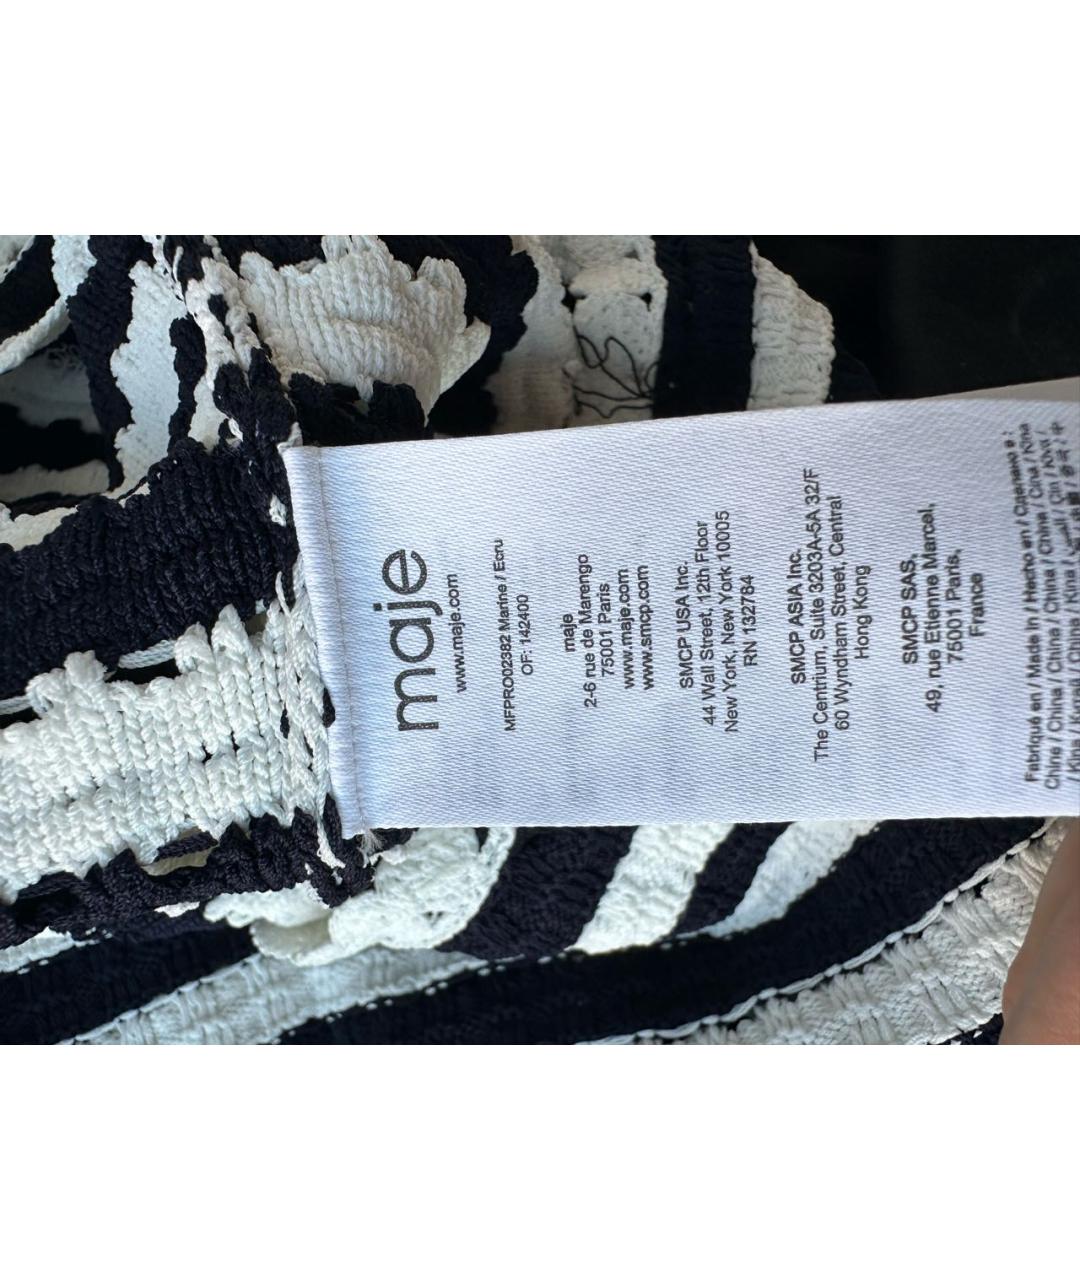 maje
www.maje.com
MFPRO02382 Marine / Ecru
OF: 142400
maje
2-6 rue de Marengo
75001 Paris
www.maje.com
www.smcp.com
SMCP USA Inc.
44 Wall Street, 12th Floor
New York, New York 10005
RN 132784
SMCP ASIA Inc.
The Centrium, Suite 3203A-5A 32/F
60 Wyndham Street, Central
Hong Kong
SMCP SAS,
49, rue Etienne Marcel,
75001 Paris,
France
Fabriqué en / Made in / Hecho en / Сделано в :
Chine / China / China / China / China / Cina / Kina